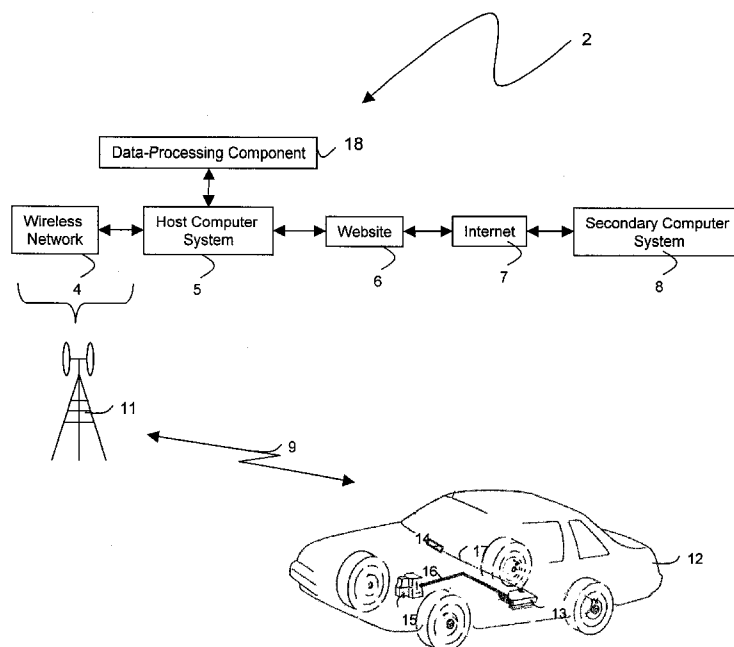 2
Data-Processing Component
18
Wireless
Network
Host Computer
System
Website
Internet
Secondary Computer
System
4
5
6
7
8
11
9
14
17
12
16
15
13